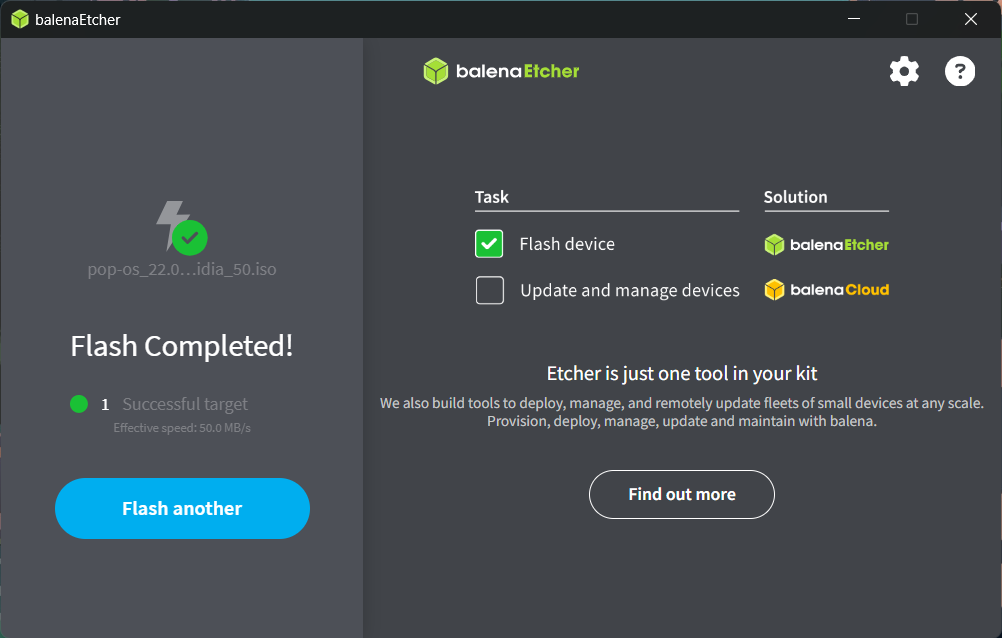 balenaEtcher
balenaEtcher
pop-os_22.0...idia_50.iso
Flash Completed!
1 Successful target
Effective speed: 50.0 MB/s
Flash another
Task Solution
Flash device balenaEtcher
Update and manage devices balenaCloud
Etcher is just one tool in your kit
We also build tools to deploy, manage, and remotely update fleets of small devices at any scale.
Provision, deploy, manage, update and maintain with balena.
Find out more